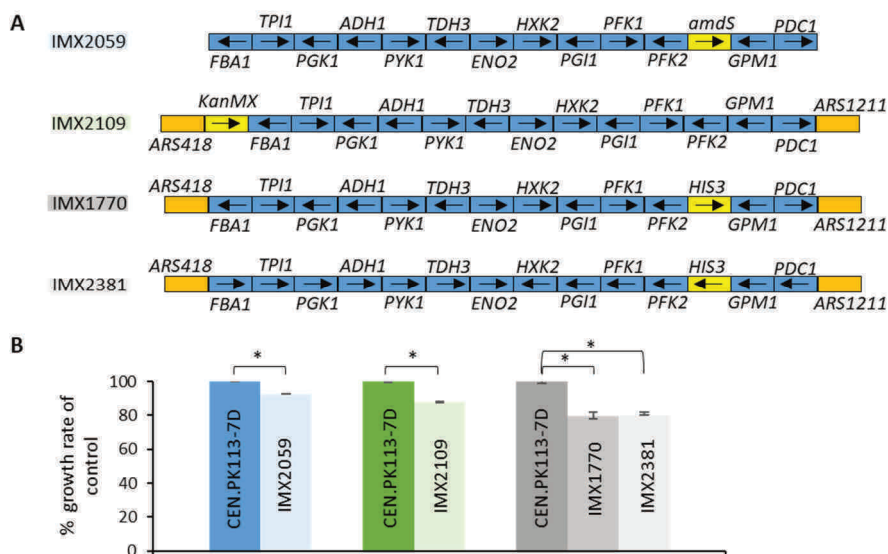 A
TPI1 ADH1 TDH3 HXK2 PFK1 amdS PDC1
IMX2059
FBA1 PGK1 PYK1 ENO2 PGI1 PFK2 GPM1
KanMX TPI1 ADH1 TDH3 HXK2 PFK1 GPM1 ARS1211
IMX2109
ARS418 FBA1 PGK1 PYK1 ENO2 PGI1 PFK2 PDC1
ARS418 TPI1 ADH1 TDH3 HXK2 PFK1 HIS3 PDC1
IMX1770
FBA1 PGK1 PYK1 ENO2 PGI1 PFK2 GPM1 ARS1211
ARS418 TPI1 ADH1 TDH3 HXK2 PFK1 HIS3 PDC1
IMX2381
FBA1 PGK1 PYK1 ENO2 PGI1 PFK2 GPM1 ARS1211
B
* * * *
% growth rate of
control
100
80
60
40
20
0
CEN.PK113-7D
IMX2059
CEN.PK113-7D
IMX2109
CEN.PK113-7D
IMX1770
IMX2381